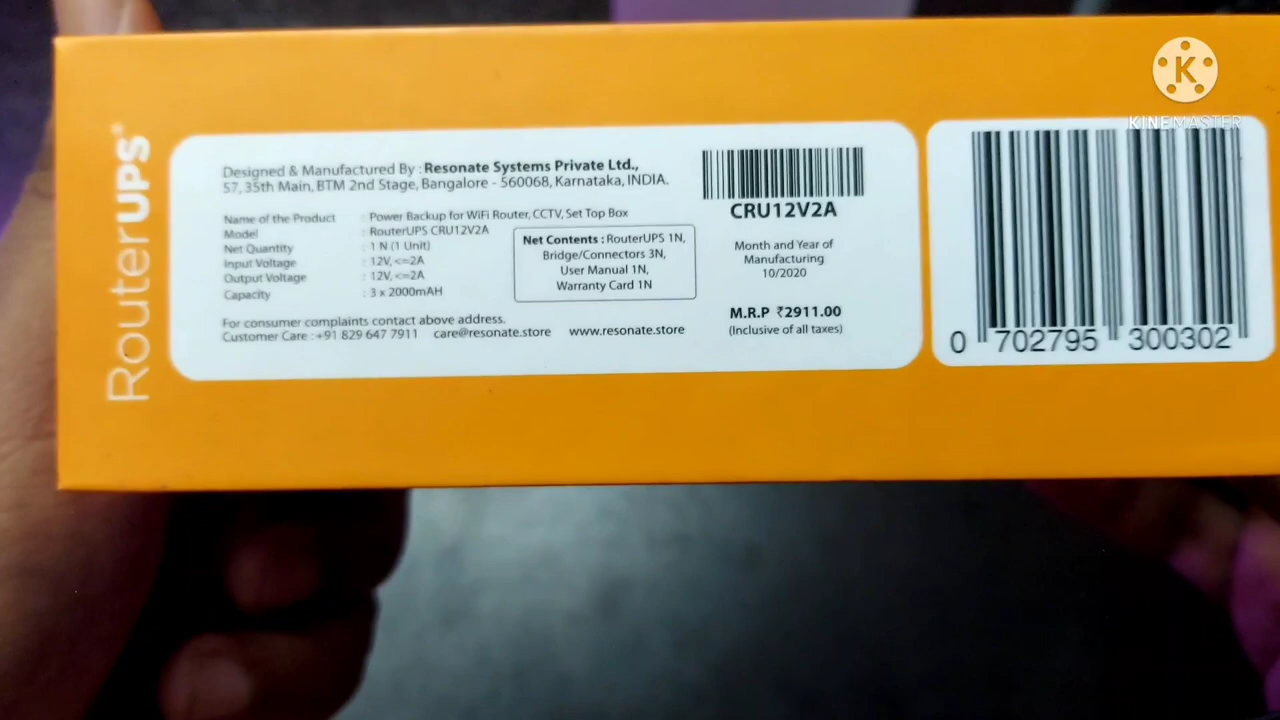 RouterUPS®
Designed & Manufactured By : Resonate Systems Private Ltd.,
57, 35th Main, BTM 2nd Stage, Bangalore - 560068, Karnataka, INDIA.
Name of the Product : Power Backup for WiFi Router, CCTV, Set Top Box
Model : RouterUPS CRU12V2A
Net Quantity : 1 N (1 Unit)
Input Voltage : 12V, <=2A
Output Voltage : 12V, <=2A
Capacity : 3 x 2000mAH
Net Contents : RouterUPS 1N,
Bridge/Connectors 3N,
User Manual 1N,
Warranty Card 1N
For consumer complaints contact above address.
Customer Care : +91 829 647 7911 care@resonate.store www.resonate.store
CRU12V2A
Month and Year of
Manufacturing
10/2020
M.R.P ₹2911.00
(Inclusive of all taxes)
0 702795 300302
K
KINEMASTER